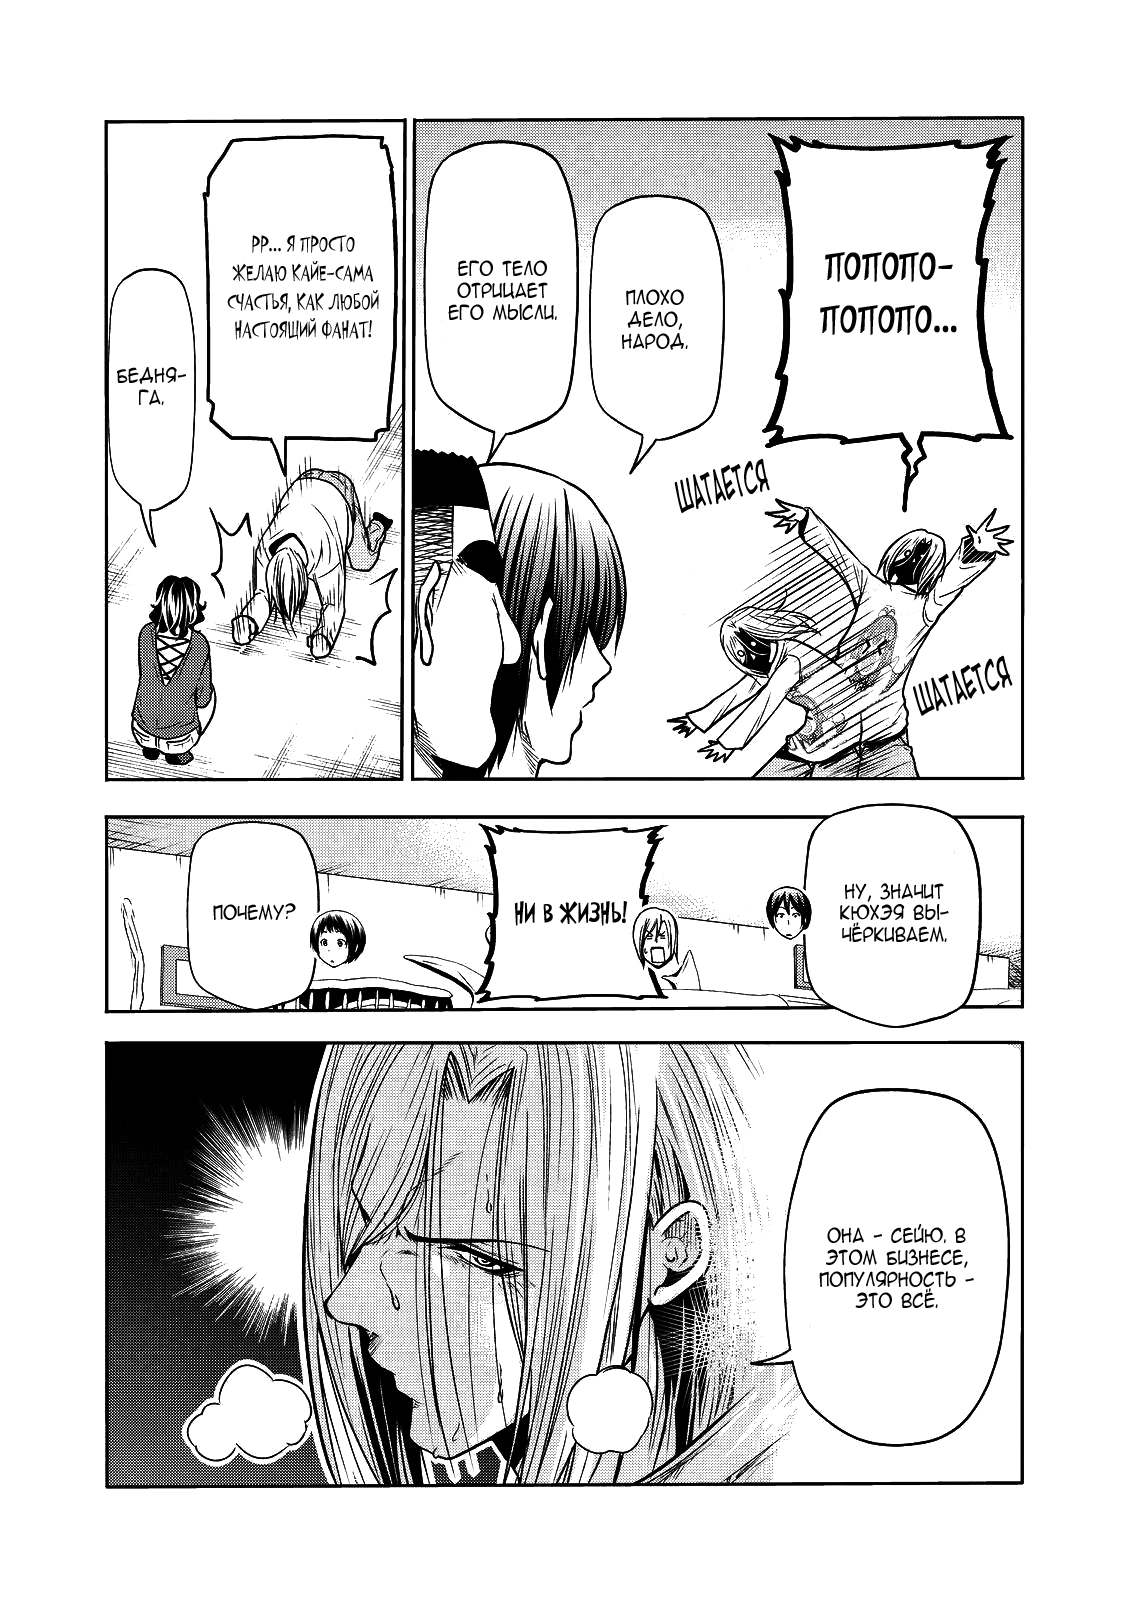 ПОПОПО-
ПОПОПО...
ШАТАЕТСЯ
ШАТАЕТСЯ
ПЛОХО
ДЕЛО,
НАРОД.
ЕГО ТЕЛО
ОТРИЦАЕТ
ЕГО МЫСЛИ.
РР... Я ПРОСТО
ЖЕЛАЮ КАЙЕ-САМА
СЧАСТЬЯ, КАК ЛЮБОЙ
НАСТОЯЩИЙ ФАНАТ!
БЕДНЯ-
ГА.
НУ, ЗНАЧИТ
КЮХЭЯ ВЫ-
ЧЁРКИВАЕМ.
НИ В ЖИЗНЬ!
ПОЧЕМУ?
ОНА - СЕЙЮ. В
ЭТОМ БИЗНЕСЕ,
ПОПУЛЯРНОСТЬ -
ЭТО ВСЁ.